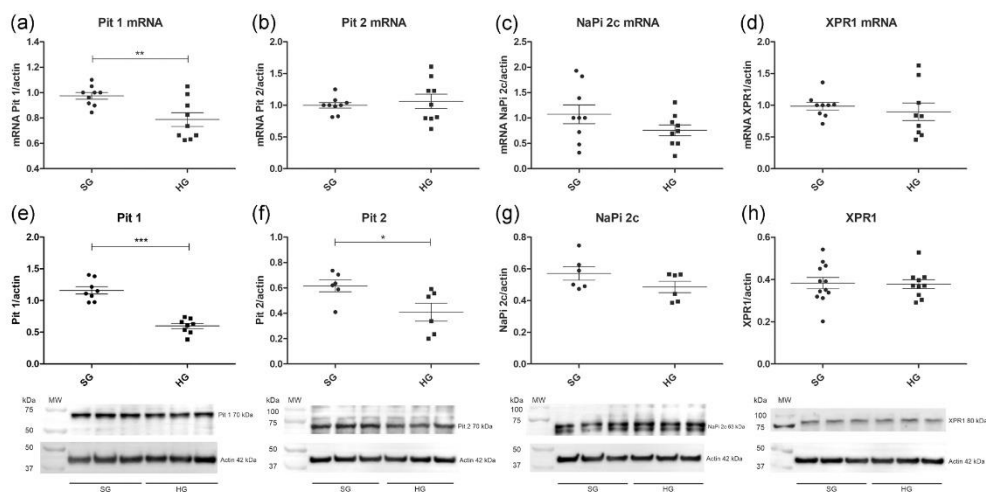 (a)
Pit 1 mRNA
mRNA Pit 1/actin
1.4
1.2
1.0
0.8
0.6
0.4
**
SG
HG
(b)
Pit 2 mRNA
mRNA Pit 2/actin
2.0
1.5
1.0
0.5
0.0
SG
HG
(c)
NaPi 2c mRNA
mRNA NaPi 2c/actin
2.5
2.0
1.5
1.0
0.5
0.0
SG
HG
(d)
XPR1 mRNA
mRNA XPR1/actin
2.0
1.5
1.0
0.5
0.0
SG
HG
(e)
Pit 1
Pit 1/actin
2.0
1.5
1.0
0.5
0.0
***
SG
HG
kDa
MW
75
50
Pit 1 70 kDa
50
37
Actin 42 kDa
SG
HG
(f)
Pit 2
Pit 2/actin
1.0
0.8
0.6
0.4
0.2
0.0
*
SG
HG
kDa
MW
100
75
Pit 2 70 kDa
50
37
Actin 42 kDa
SG
HG
(g)
NaPi 2c
NaPi 2c/actin
0.8
0.6
0.4
0.2
0.0
SG
HG
kDa
MW
100
75
NaPi 2c 63 kDa
50
37
Actin 42 kDa
SG
HG
(h)
XPR1
XPR1/actin
0.6
0.4
0.2
0.0
SG
HG
kDa
MW
100
75
XPR1 80 kDa
50
37
Actin 42 kDa
SG
HG